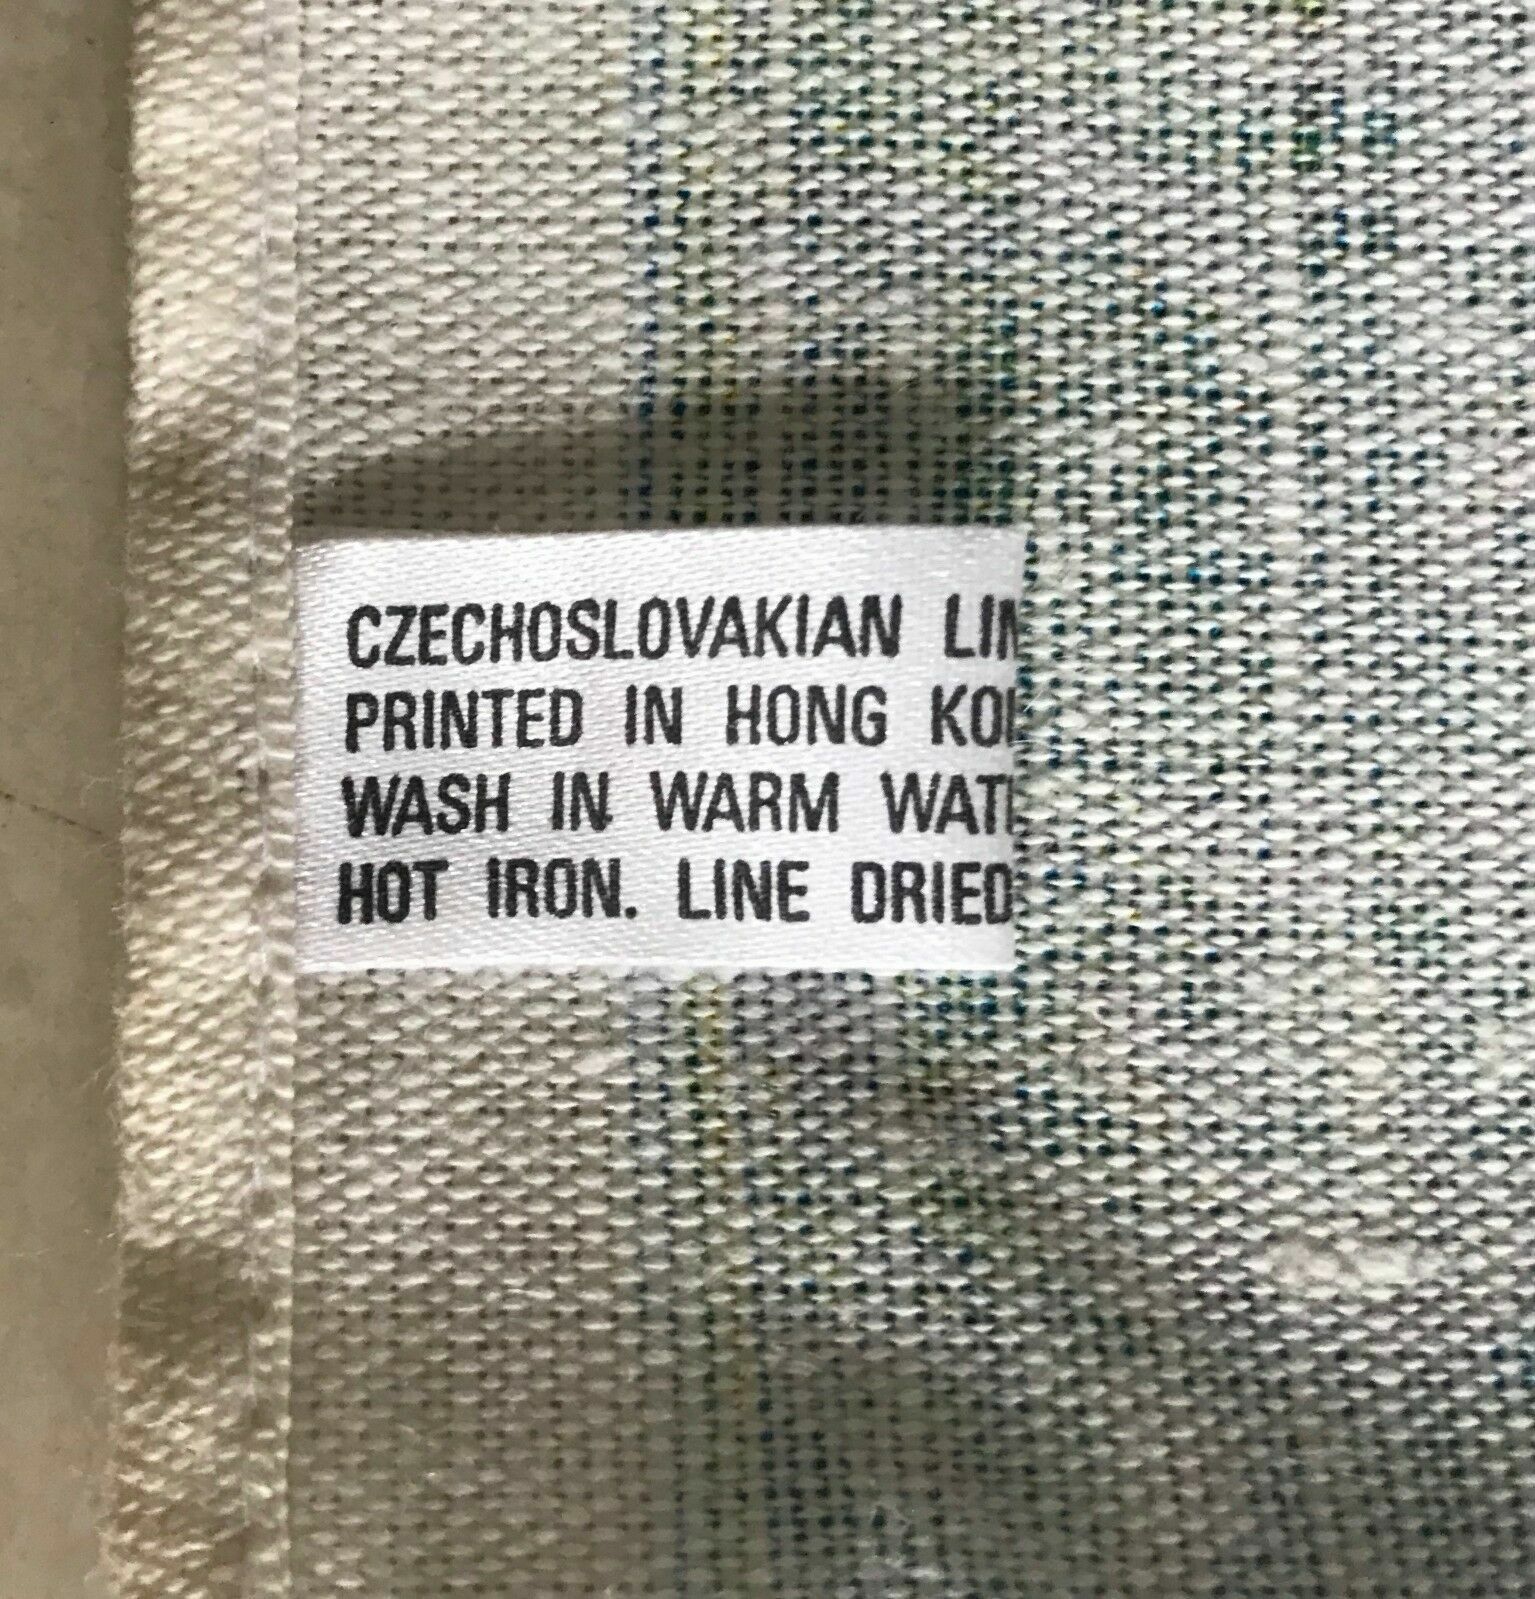 CZECHOSLOVAKIAN LIN
PRINTED IN HONG KO
WASH IN WARM WAT
HOT IRON. LINE DRIED